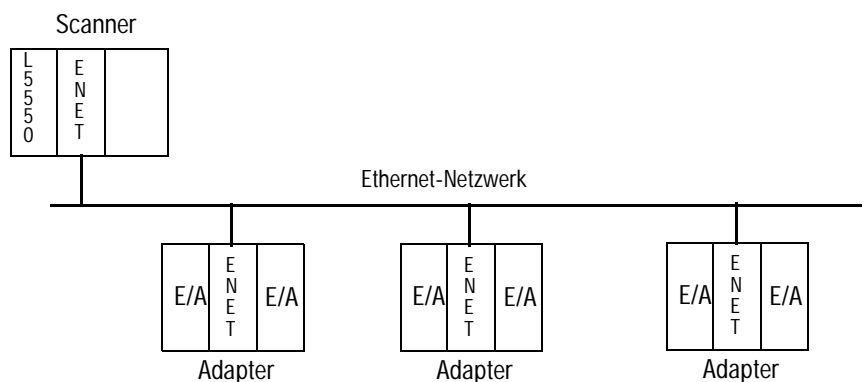 Scanner
L5550
ENET
Ethernet-Netzwerk
E/A
ENET
E/A
E/A
ENET
E/A
E/A
ENET
E/A
Adapter
Adapter
Adapter